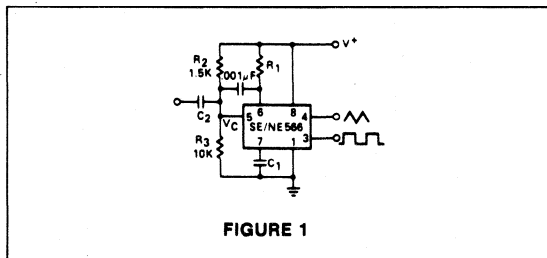 V+
R2
1.5K
.001µF
R1
C2
VC
5
6
8
SE/NE566
4
3
7
1
R3
10K
C1
FIGURE 1